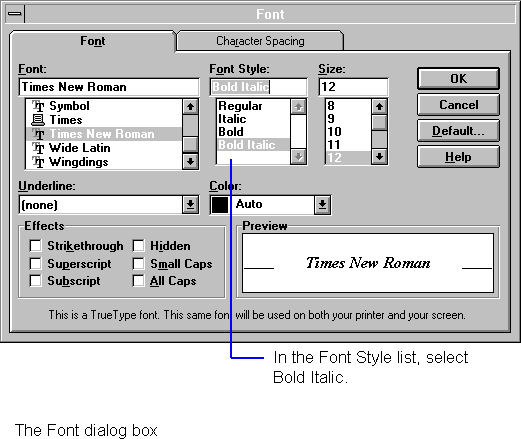 Font
Font Character Spacing
Font: Font Style: Size:
Times New Roman Bold Italic 12 OK
Symbol Regular 8 Cancel
Times Italic 9
Times New Roman Bold 10 Default...
Wide Latin Bold Italic 11
Wingdings 12 Help
Underline: Color:
(none) Auto
Effects Preview
Strikethrough Hidden
Superscript Small Caps Times New Roman
Subscript All Caps
This is a TrueType font. This same font will be used on both your printer and your screen.
In the Font Style list, select
Bold Italic.
The Font dialog box